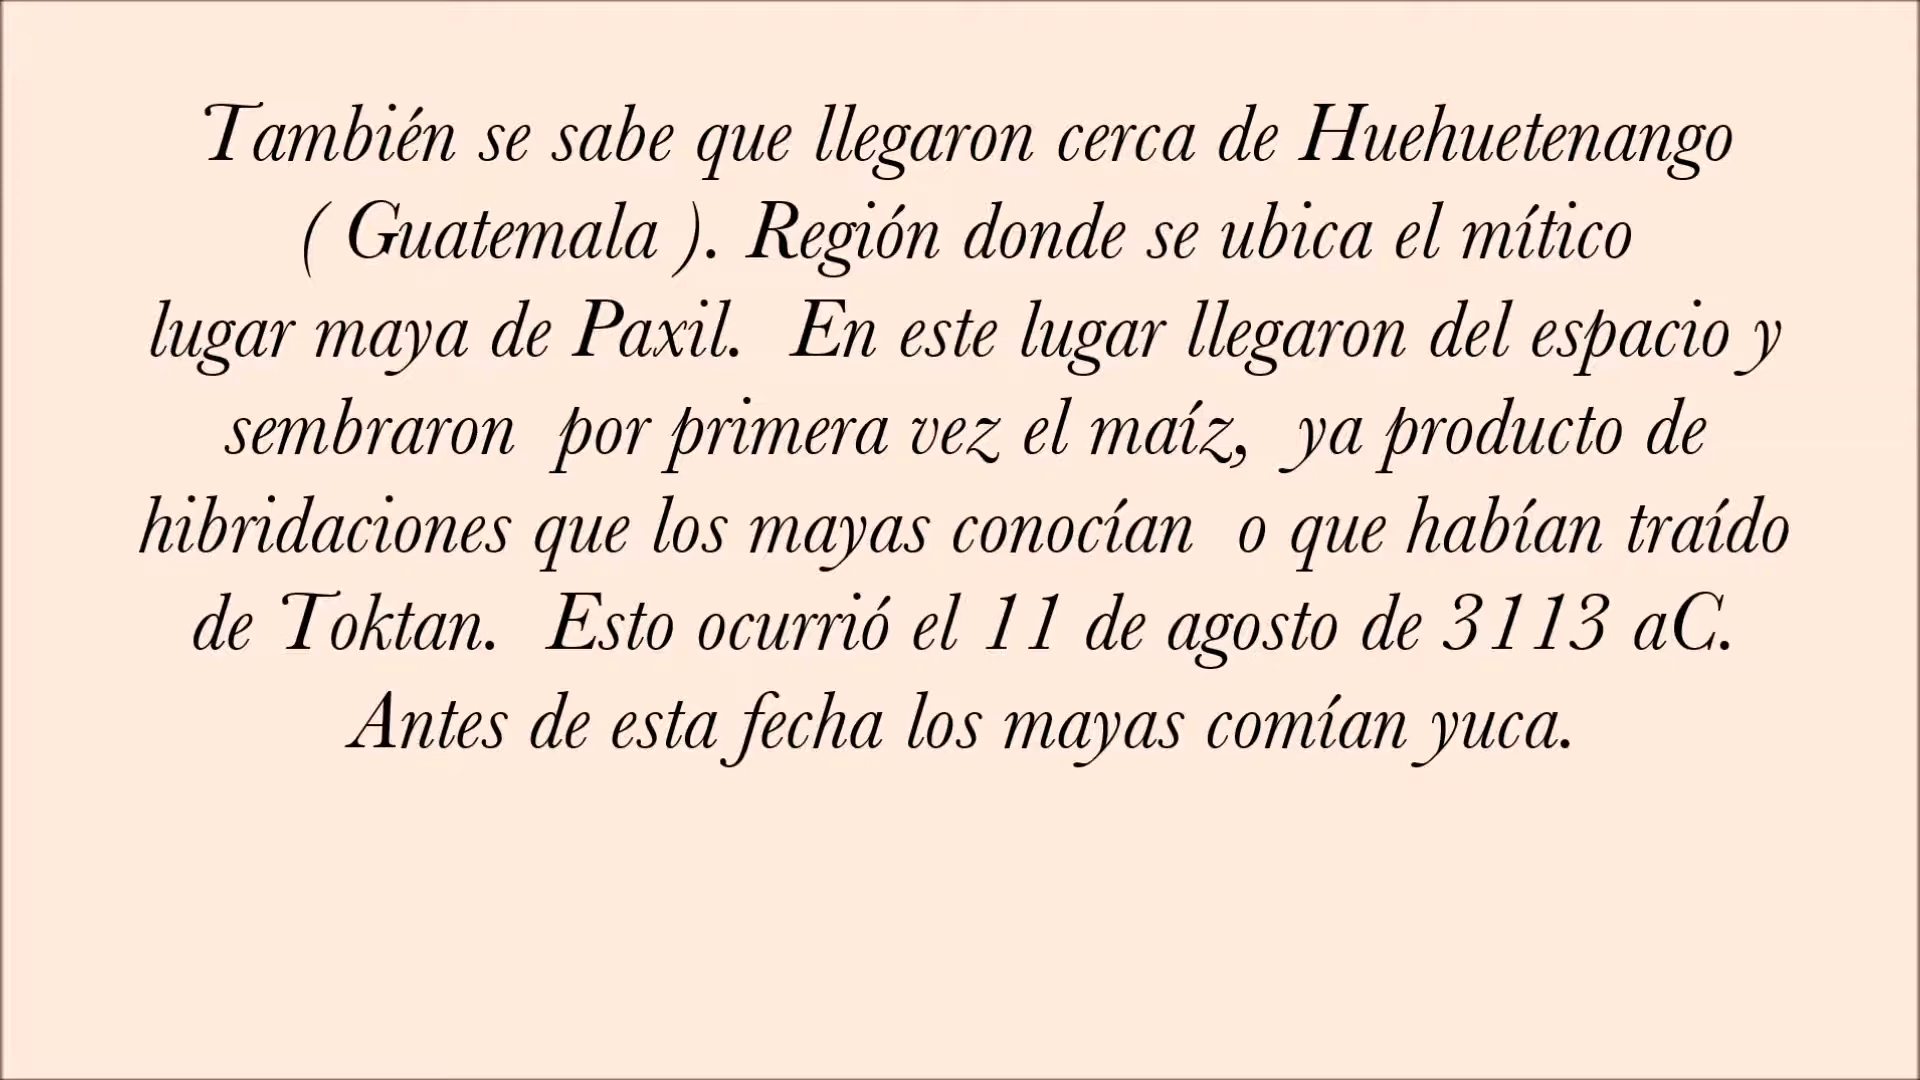 También se sabe que llegaron cerca de Huehuetenango
( Guatemala ). Región donde se ubica el mítico
lugar maya de Paxil.  En este lugar llegaron del espacio y
sembraron  por primera vez el maíz,  ya producto de
hibridaciones que los mayas conocían  o que habían traído
de Toktan.  Esto ocurrió el 11 de agosto de 3113 aC.
Antes de esta fecha los mayas comían yuca.